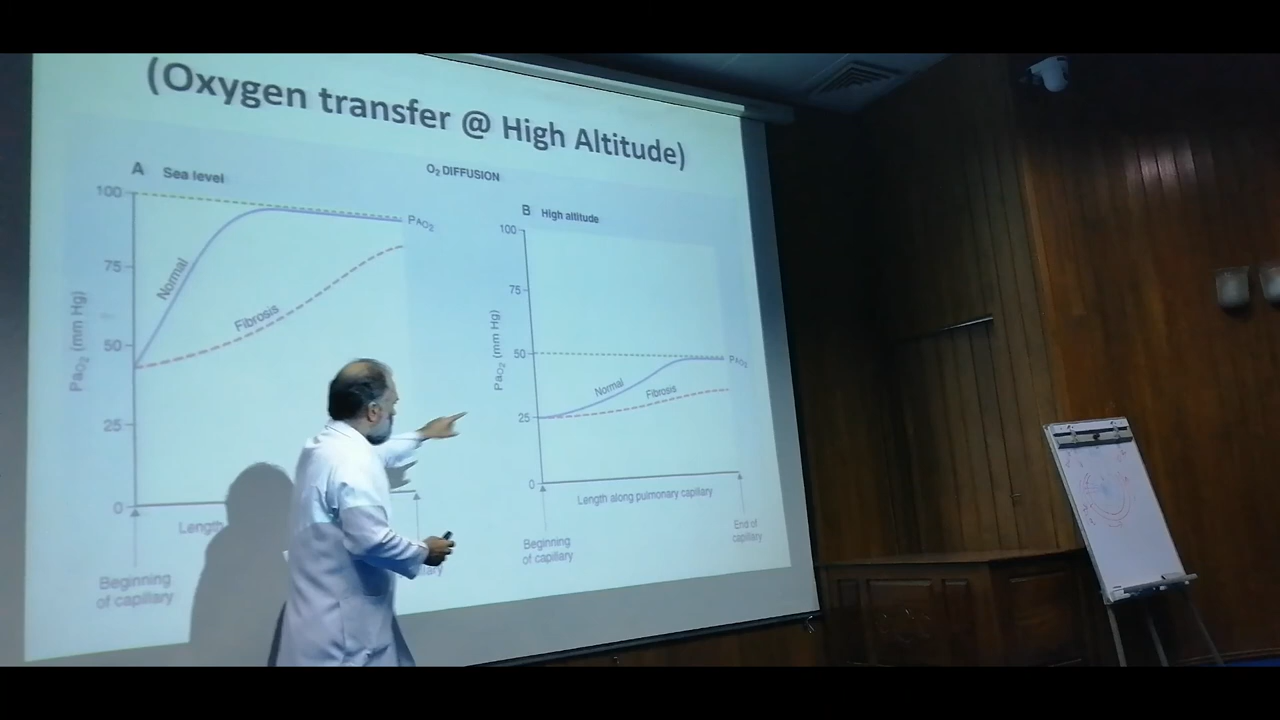 (Oxygen transfer @ High Altitude)
O2 DIFFUSION
A Sea level
100
75
50
25
0
PaO2 (mm Hg)
Normal
Fibrosis
PAO2
Length
Beginning
of capillary
B High altitude
100
75
50
25
0
PaO2 (mm Hg)
Normal
Fibrosis
PAO2
Length along pulmonary capillary
Beginning
of capillary
End of
capillary